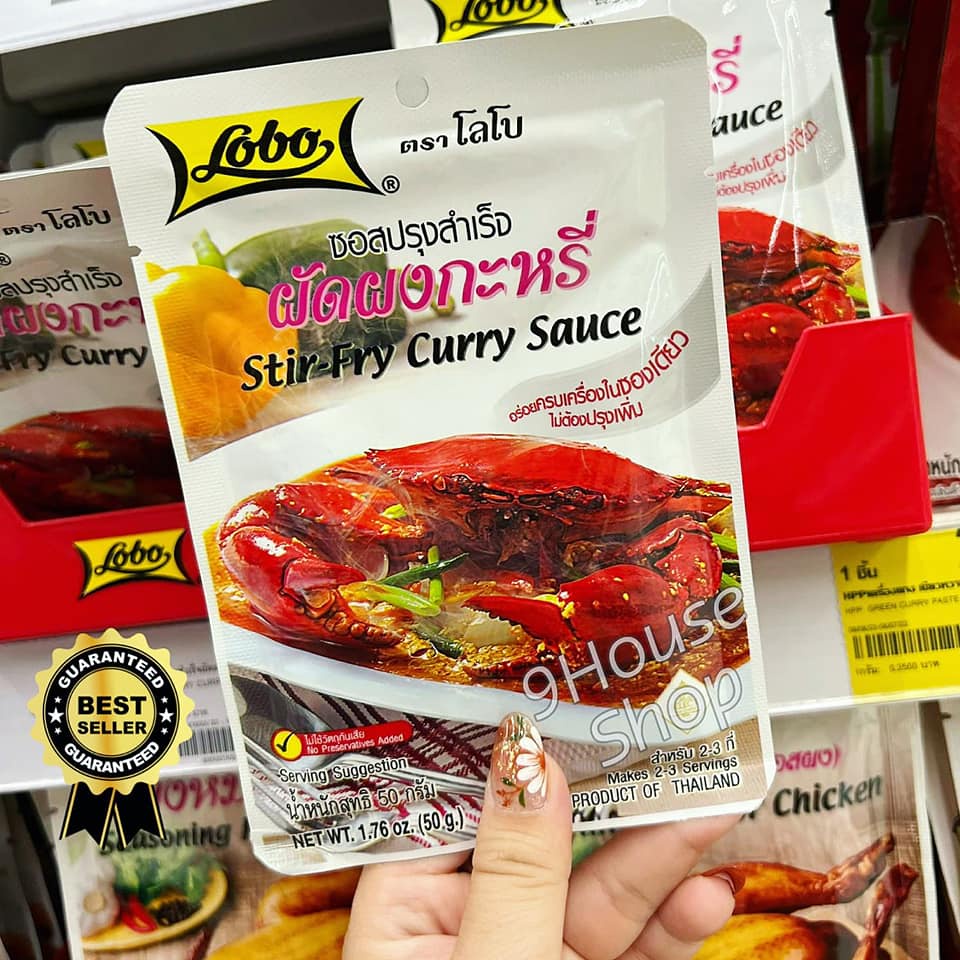 Lobo
ตรา โลโบ
®
ซอสปรุงสำเร็จ
ผัดผงกะหรี่
Stir-Fry Curry Sauce
อร่อยครบเครื่องในซองเดียว
ไม่ต้องปรุงเพิ่ม
ไม่ใช้วัตถุกันเสีย
No Preservatives Added
Serving Suggestion
น้ำหนักสุทธิ 50 กรัม
NET WT. 1.76 oz. (50 g.)
สำหรับ 2-3 ที่
Makes 2-3 Servings
PRODUCT OF THAILAND
9House
Shop
GUARANTEED
BEST
SELLER
GUARANTEED
Lobo
auce
ตรา โลโบ
Fry Curry
Lobo
1 ชิ้น
HPP GREEN CURRY PASTE
Chicken